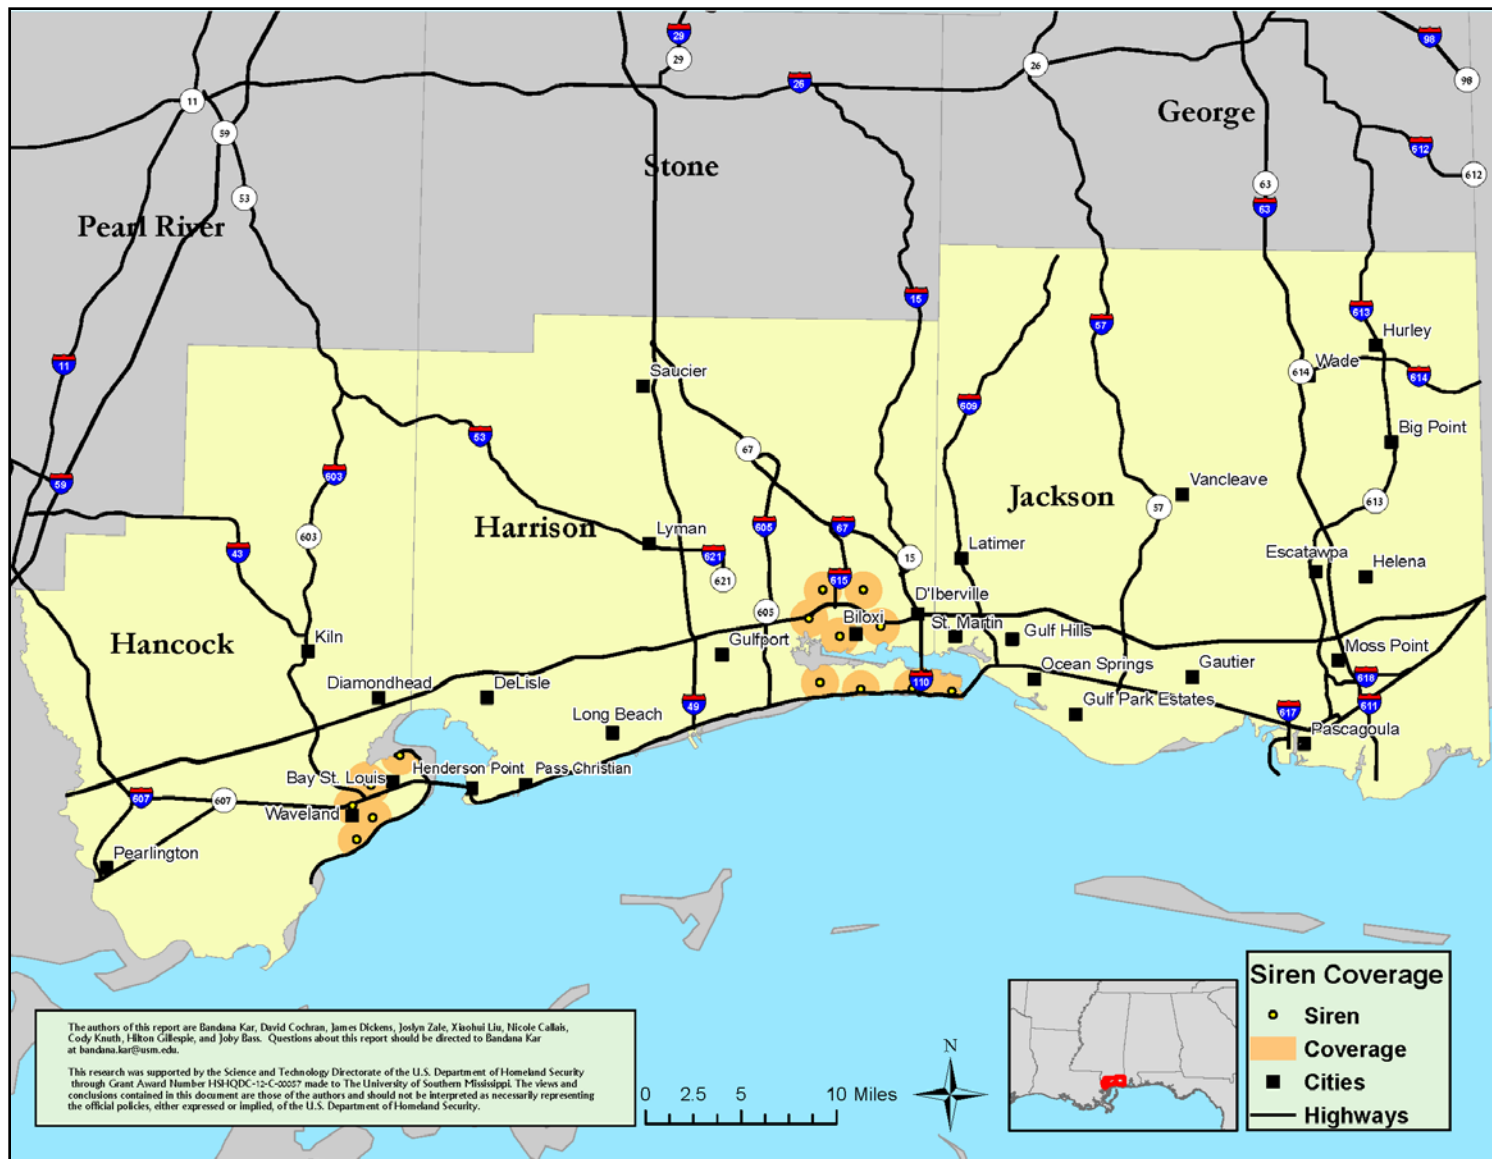 29
29
98
98
26
26
11
George
59
612
612
Stone
63
63
53
Pearl River
15
613
57
Hurley
11
Wade
614
614
Saucier
609
53
Big Point
67
603
59
Vancleave
Jackson
613
57
Harrison
605
67
Lyman
603
43
621
621
15
Latimer
Escatawpa
Helena
615
D'Iberville
605
Biloxi
St. Martin
Gulf Hills
Hancock
Kiln
Gulfport
Moss Point
Ocean Springs
Gautier
618
Diamondhead
DeLisle
110
Gulf Park Estates
49
617
611
Long Beach
Pascagoula
Bay St. Louis
Henderson Point
Pass Christian
607
607
Waveland
Pearlington
Siren Coverage
Siren
Coverage
Cities
Highways
The authors of this report are Bandana Kar, David Cochran, James Dickens, Joslyn Zale, Xiaohui Liu, Nicole Callais,
Cody Knuth, Hilton Gillespie, and Joby Bass. Questions about this report should be directed to Bandana Kar
at bandana.kar@usm.edu.
This research was supported by the Science and Technology Directorate of the U.S. Department of Homeland Security
through Grant Award Number HSHQDC-12-C-00057 made to The University of Southern Mississippi. The views and
conclusions contained in this document are those of the authors and should not be interpreted as necessarily representing
the official policies, either expressed or implied, of the U.S. Department of Homeland Security.
0 2.5 5 10 Miles
N